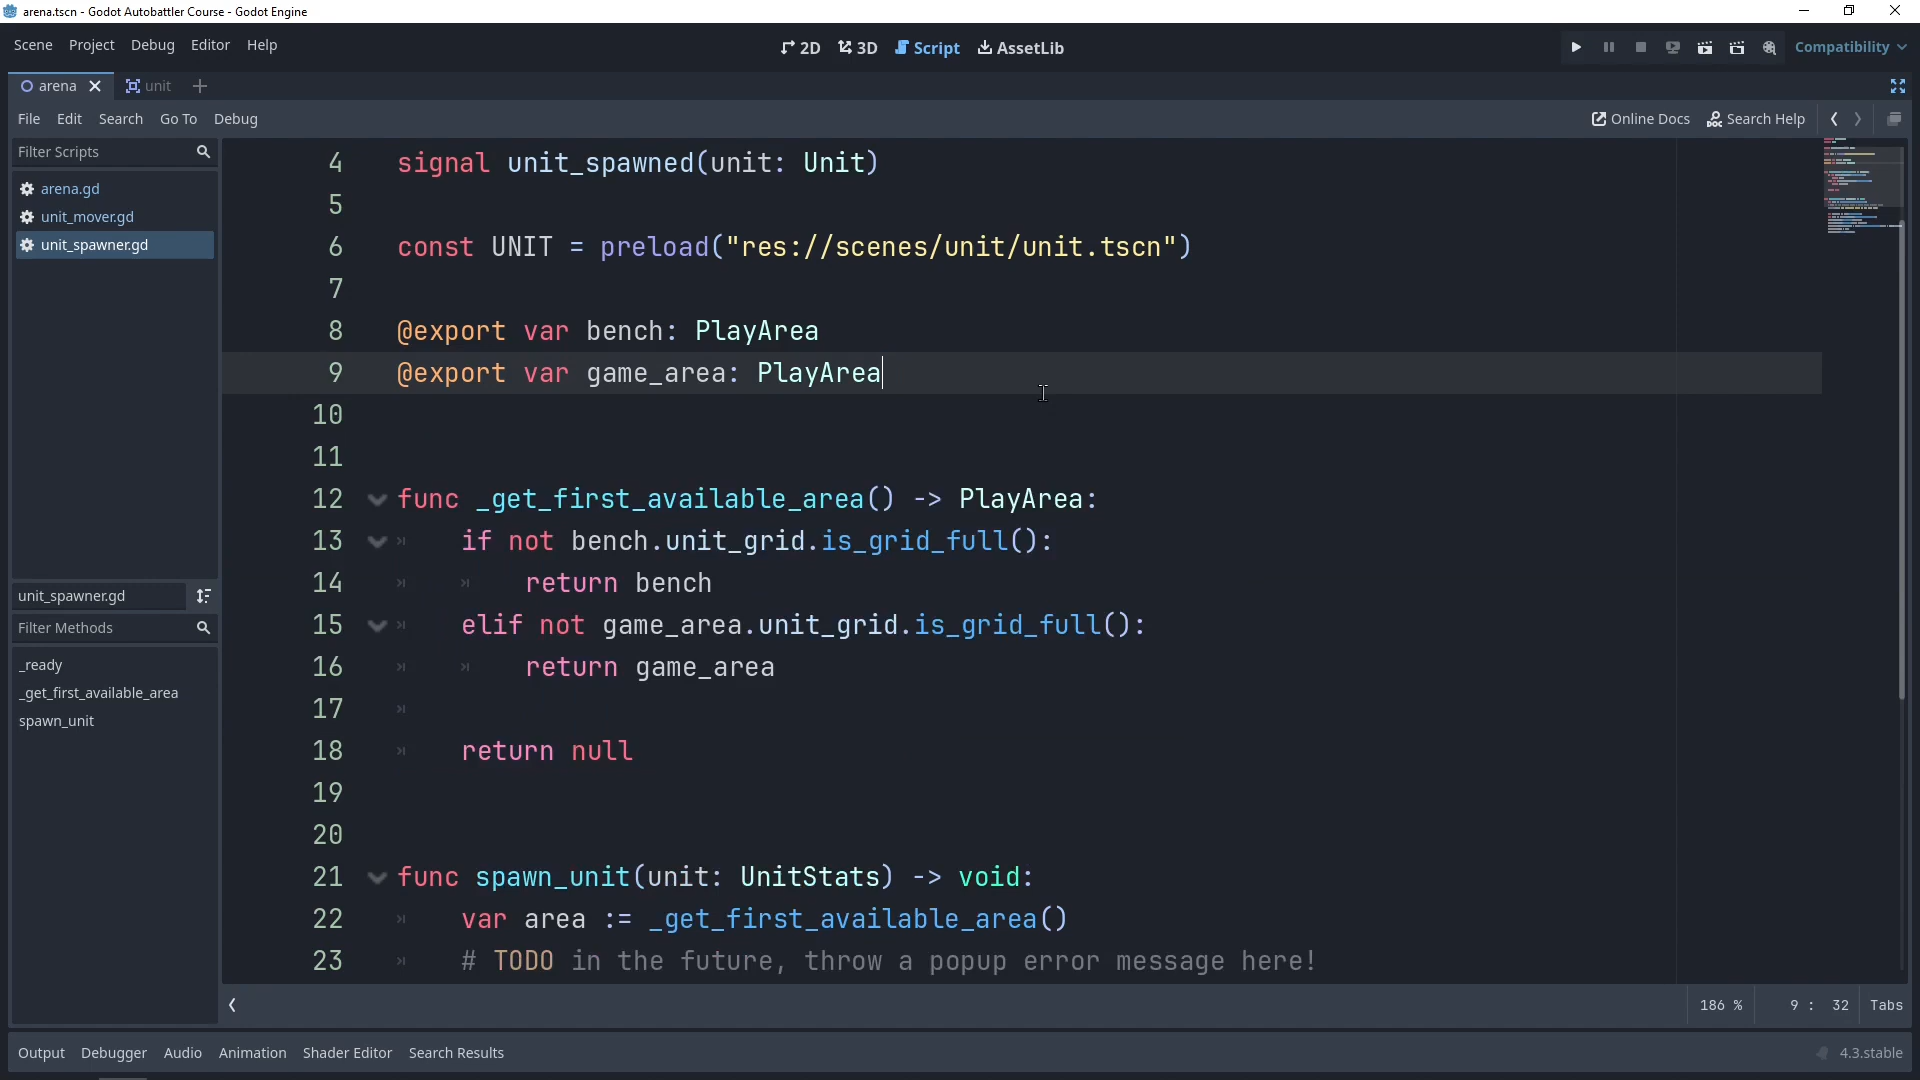 arena.tscn - Godot Autobattler Course - Godot Engine
Scene Project Debug Editor Help
2D 3D Script AssetLib
Compatibility
arena unit
File Edit Search Go To Debug
Online Docs Search Help
Filter Scripts
arena.gd
unit_mover.gd
unit_spawner.gd
unit_spawner.gd
Filter Methods
_ready
_get_first_available_area
spawn_unit
4 signal unit_spawned(unit: Unit)
5
6 const UNIT = preload("res://scenes/unit/unit.tscn")
7
8 @export var bench: PlayArea
9 @export var game_area: PlayArea
10
11
12 func _get_first_available_area() -> PlayArea:
13 if not bench.unit_grid.is_grid_full():
14 return bench
15 elif not game_area.unit_grid.is_grid_full():
16 return game_area
17
18 return null
19
20
21 func spawn_unit(unit: UnitStats) -> void:
22 var area := _get_first_available_area()
23 # TODO in the future, throw a popup error message here!
186 % 9 : 32 Tabs
Output Debugger Audio Animation Shader Editor Search Results
4.3.stable